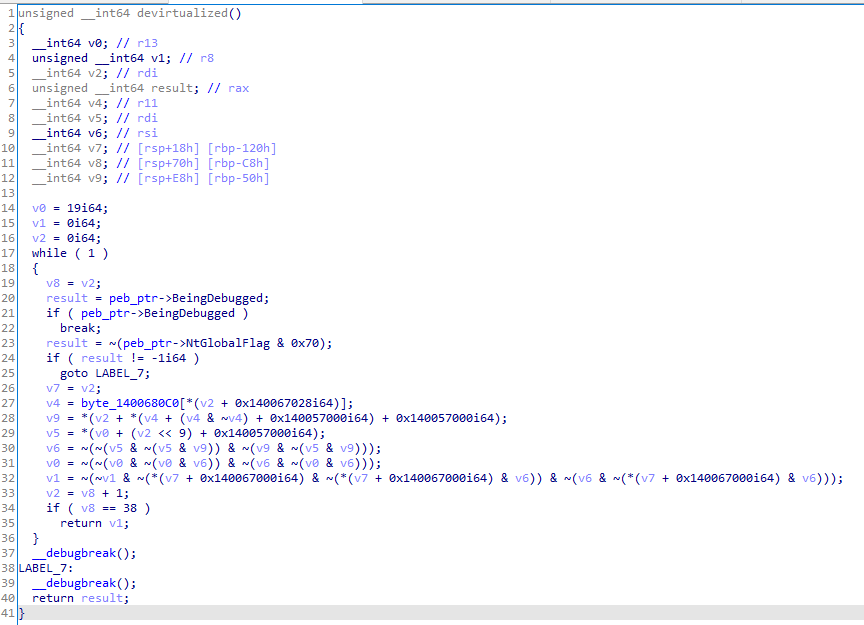 1 unsigned __int64 devirtualized()
2 {
3 __int64 v0; // r13
4 unsigned __int64 v1; // r8
5 __int64 v2; // rdi
6 unsigned __int64 result; // rax
7 __int64 v4; // r11
8 __int64 v5; // rdi
9 __int64 v6; // rsi
10 __int64 v7; // [rsp+18h] [rbp-120h]
11 __int64 v8; // [rsp+70h] [rbp-C8h]
12 __int64 v9; // [rsp+E8h] [rbp-50h]
13
14 v0 = 19i64;
15 v1 = 0i64;
16 v2 = 0i64;
17 while ( 1 )
18 {
19 v8 = v2;
20 result = peb_ptr->BeingDebugged;
21 if ( peb_ptr->BeingDebugged )
22 break;
23 result = ~(peb_ptr->NtGlobalFlag & 0x70);
24 if ( result != -1i64 )
25 goto LABEL_7;
26 v7 = v2;
27 v4 = byte_1400680C0[*(v2 + 0x140067028i64)];
28 v9 = *(v2 + *(v4 + (v4 & ~v4) + 0x140057000i64) + 0x140057000i64);
29 v5 = *(v0 + (v2 << 9) + 0x140057000i64);
30 v6 = ~(~(v5 & ~(v5 & v9)) & ~(v9 & ~(v5 & v9)));
31 v0 = ~(~(v0 & ~(v0 & v6)) & ~(v6 & ~(v0 & v6)));
32 v1 = ~(~v1 & ~(*(v7 + 0x140067000i64) & ~(*(v7 + 0x140067000i64) & v6)) & ~(v6 & ~(*(v7 + 0x140067000i64) & v6)));
33 v2 = v8 + 1;
34 if ( v8 == 38 )
35 return v1;
36 }
37 __debugbreak();
38 LABEL_7:
39 __debugbreak();
40 return result;
41 }